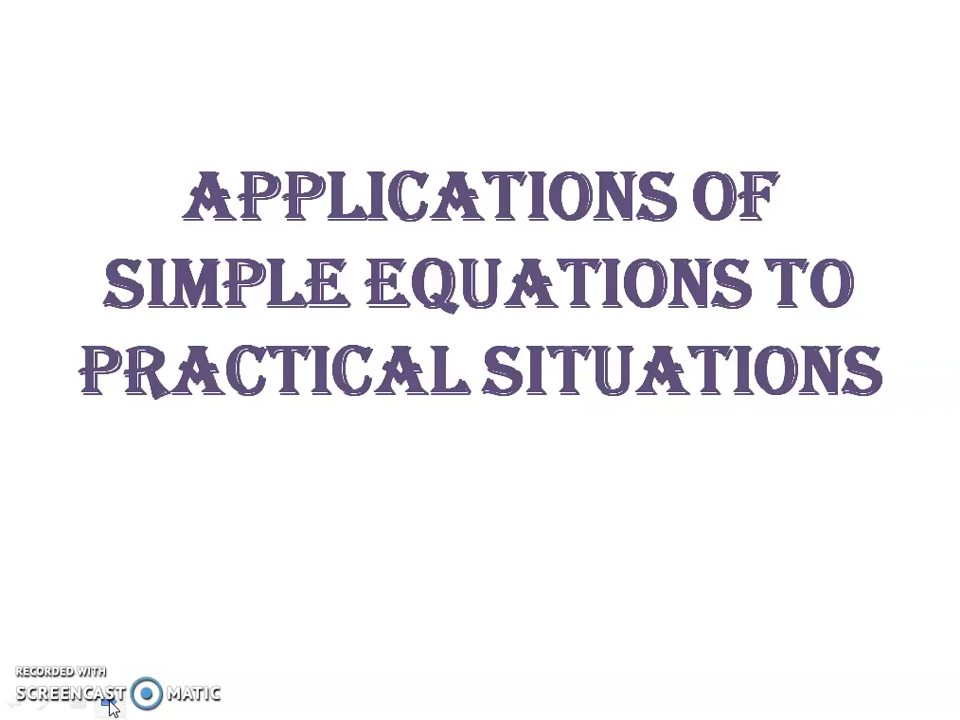 APPLICATIONS OF
SIMPLE EQUATIONS TO
PRACTICAL SITUATIONS
RECORDED WITH
SCREENCAST MATIC